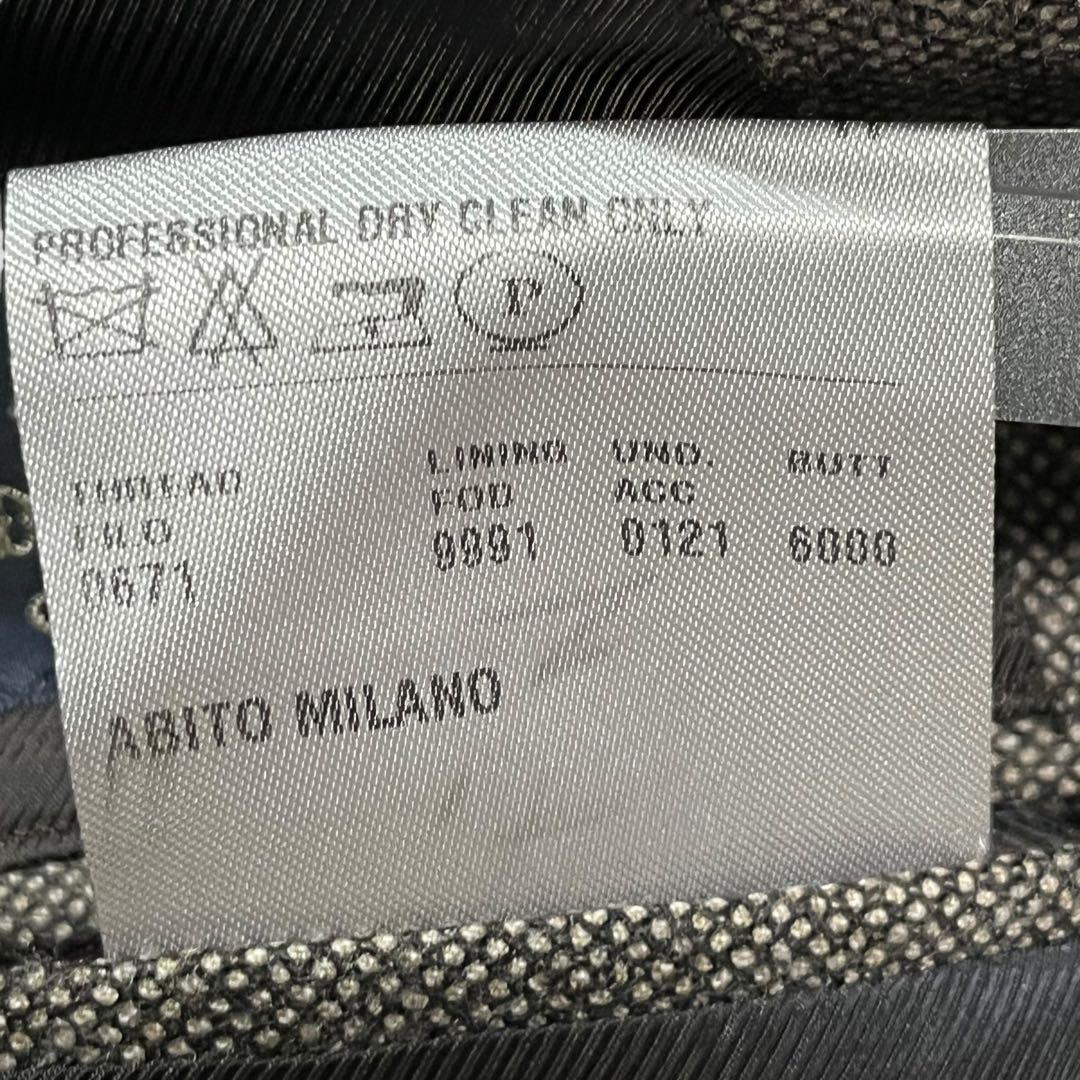 PROFESSIONAL DRY CLEAN ONLY
P
THREAD LINING UND. BUTT
FILO FOD ACC
0671 9991 0121 6000
ABITO MILANO